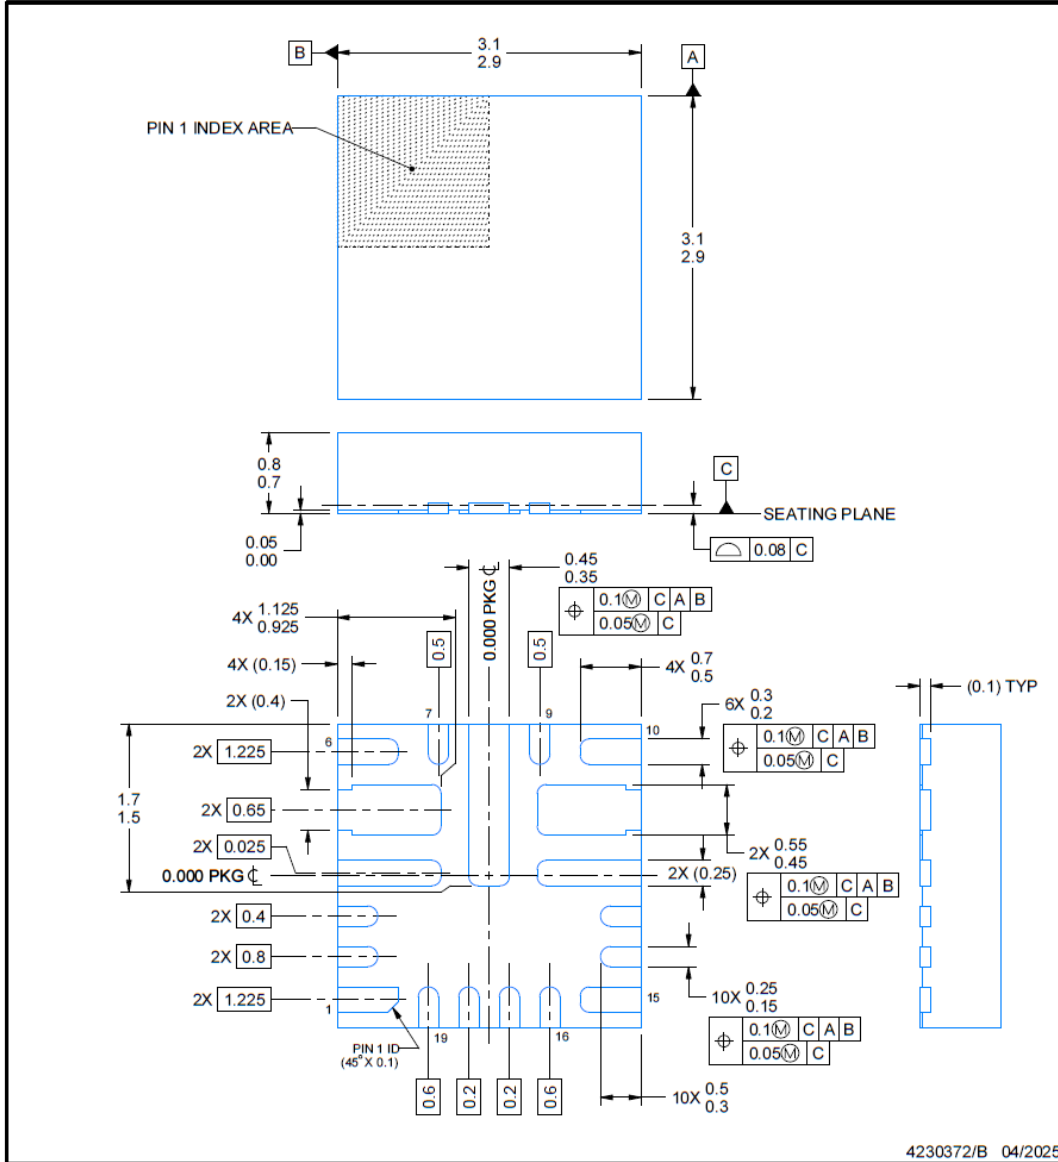 B
3.1
2.9
A
PIN 1 INDEX AREA
3.1
2.9
0.8
0.7
C
SEATING PLANE
0.05
0.00
0.08 C
0.45
0.35
0.000 PKG ℄
0.1Ⓜ C A B
0.05Ⓜ C
4X 1.125
0.925
0.5
0.5
4X (0.15)
4X 0.7
0.5
(0.1) TYP
2X (0.4)
6X 0.3
0.2
7
9
6
10
0.1Ⓜ C A B
0.05Ⓜ C
2X 1.225
1.7
1.5
2X 0.65
2X 0.025
2X 0.55
0.45
0.000 PKG ℄
2X (0.25)
0.1Ⓜ C A B
0.05Ⓜ C
2X 0.4
2X 0.8
2X 1.225
1
15
10X 0.25
0.15
0.1Ⓜ C A B
0.05Ⓜ C
19
16
PIN 1 ID
(45° X 0.1)
0.6
0.2
0.2
0.6
10X 0.5
0.3
4230372/B 04/2025